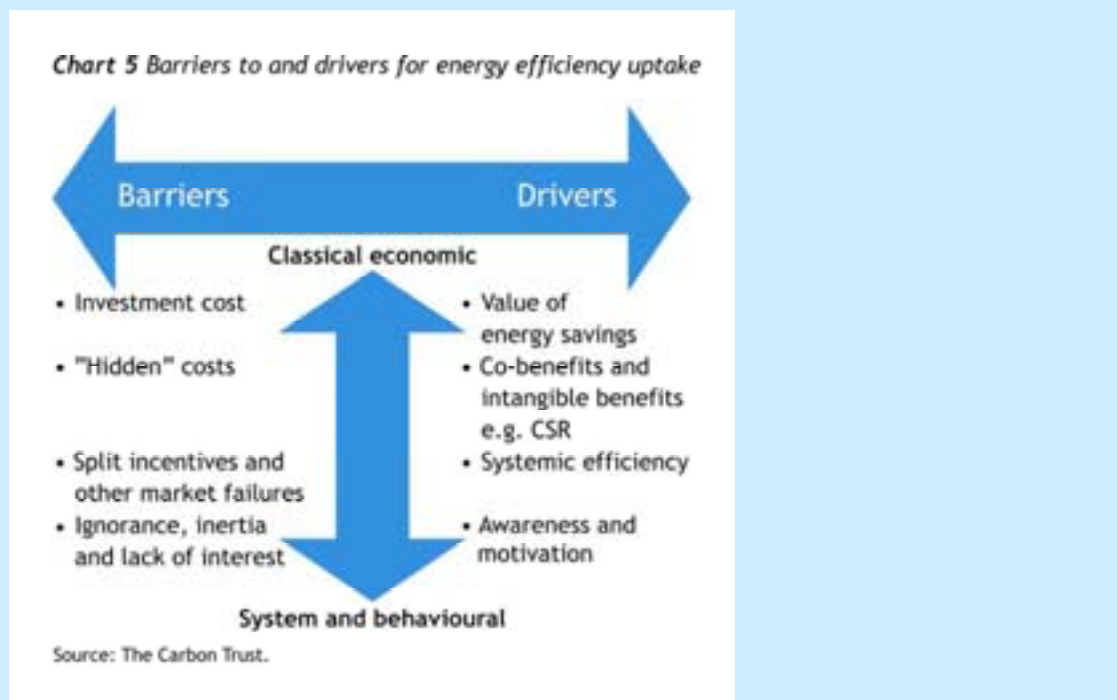 Chart 5 Barriers to and drivers for energy efficiency uptake
Barriers
Drivers
Classical economic
• Investment cost
• "Hidden" costs
• Split incentives and
other market failures
• Ignorance, inertia
and lack of interest
• Value of
energy savings
• Co-benefits and
intangible benefits
e.g. CSR
• Systemic efficiency
• Awareness and
motivation
System and behavioural
Source: The Carbon Trust.